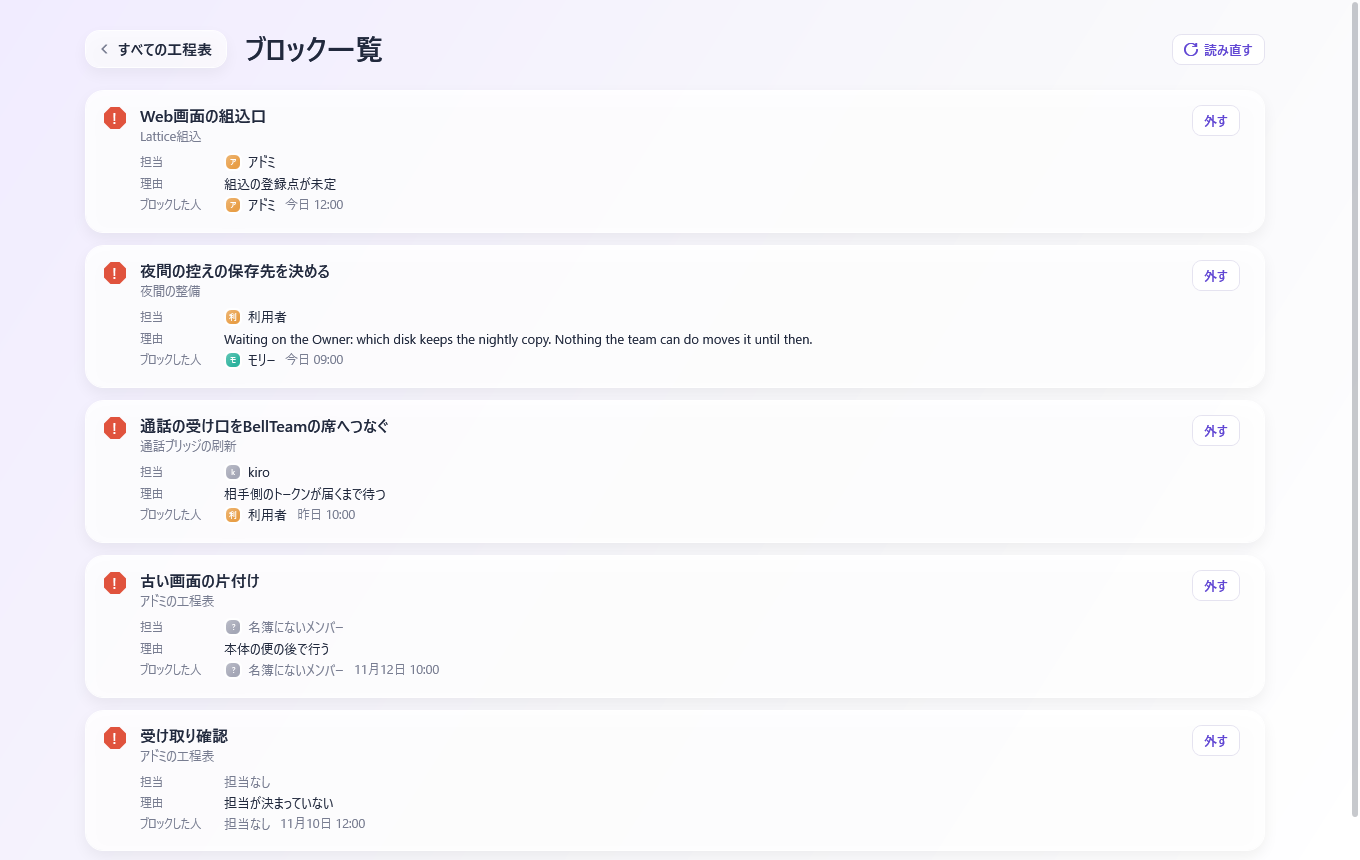 すべての工程表
ブロック一覧
読み直す
!
Web画面の組込口
外す
Lattice組込
担当
ア アドミ
理由
組込の登録点が未定
ブロックした人
ア アドミ 今日 12:00
!
夜間の控えの保存先を決める
外す
夜間の整備
担当
利 利用者
理由
Waiting on the Owner: which disk keeps the nightly copy. Nothing the team can do moves it until then.
ブロックした人
モ モリー 今日 09:00
!
通話の受け口をBellTeamの席へつなぐ
外す
通話ブリッジの刷新
担当
k kiro
理由
相手側のトークンが届くまで待つ
ブロックした人
利 利用者 昨日 10:00
!
古い画面の片付け
外す
アドミの工程表
担当
? 名簿にないメンバー
理由
本体の便の後で行う
ブロックした人
? 名簿にないメンバー 11月12日 10:00
!
受け取り確認
外す
アドミの工程表
担当
担当なし
理由
担当が決まっていない
ブロックした人
担当なし 11月10日 12:00